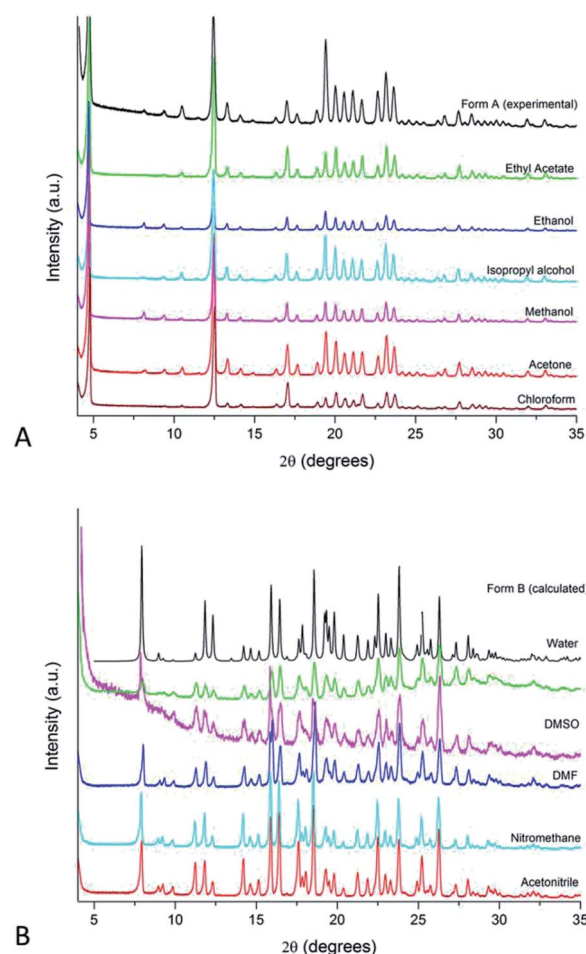 Intensity (a.u.)
Form A (experimental)
Ethyl Acetate
Ethanol
Isopropyl alcohol
Methanol
Acetone
Chloroform
5 10 15 20 25 30 35
2θ (degrees)
A
Intensity (a.u.)
Form B (calculated)
Water
DMSO
DMF
Nitromethane
Acetonitrile
5 10 15 20 25 30 35
2θ (degrees)
B